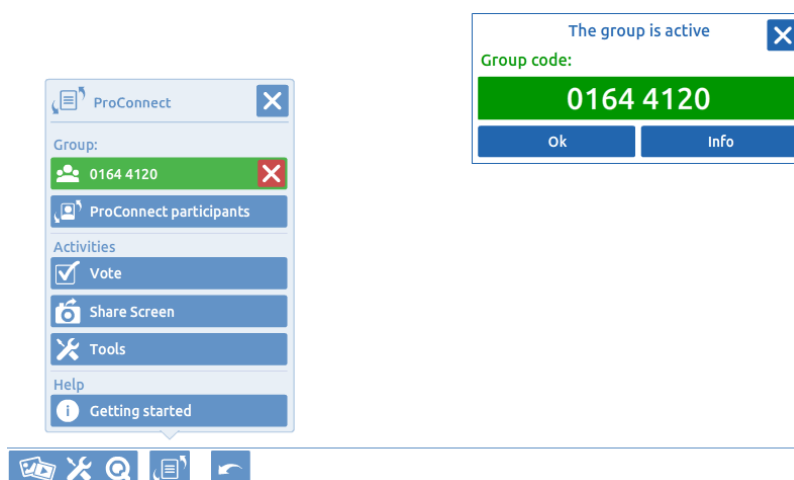 The group is active
Group code:
0164 4120
Ok
Info
ProConnect
Group:
0164 4120
ProConnect participants
Activities
Vote
Share Screen
Tools
Help
Getting started